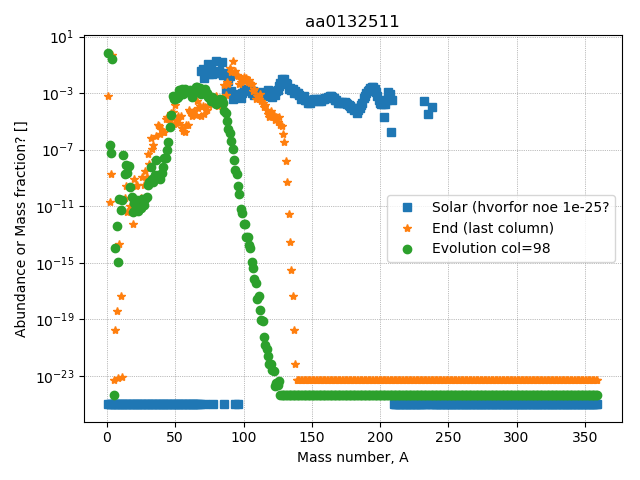 aa0132511
Abundance or Mass fraction? []
10^1
10^-3
10^-7
10^-11
10^-15
10^-19
10^-23
Solar (hvorfor noe 1e-25?
End (last column)
Evolution col=98
0 50 100 150 200 250 300 350
Mass number, A